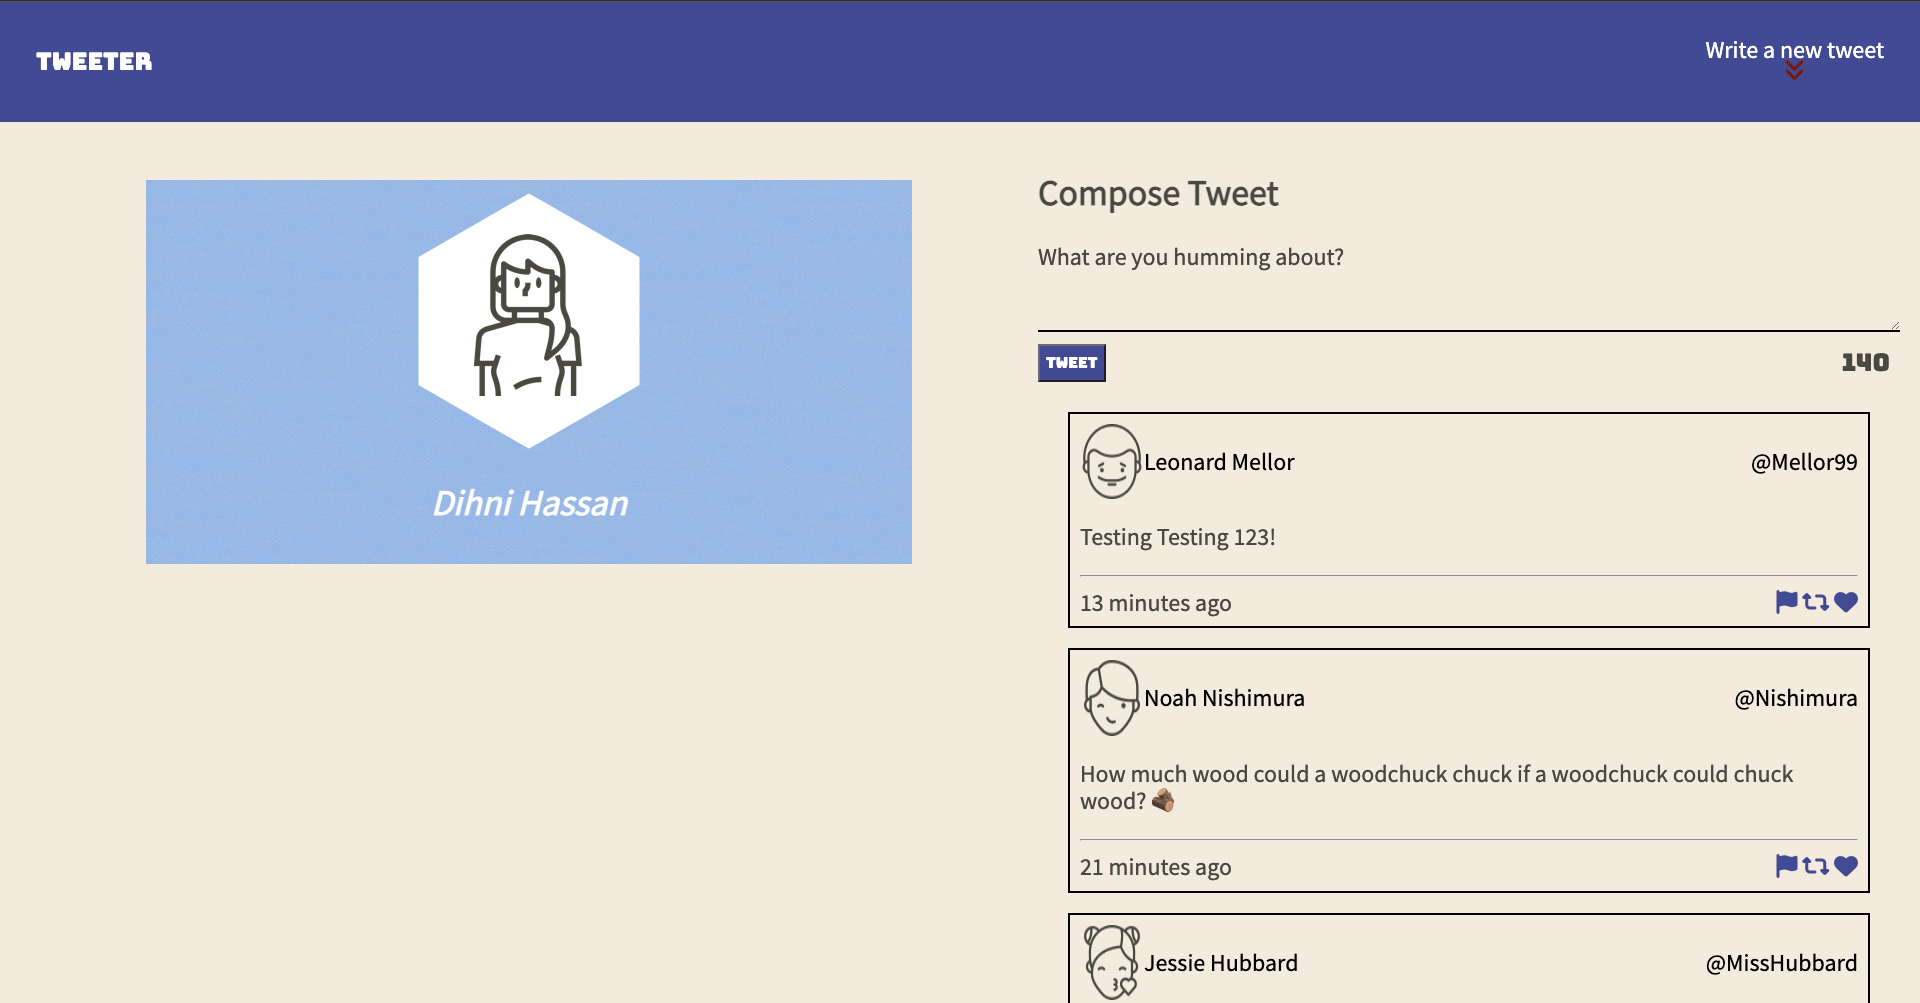 TWEETER
Write a new tweet
Dihni Hassan
Compose Tweet
What are you humming about?
TWEET
140
Leonard Mellor
@Mellor99
Testing Testing 123!
13 minutes ago
Noah Nishimura
@Nishimura
How much wood could a woodchuck chuck if a woodchuck could chuck
wood? 🪵
21 minutes ago
Jessie Hubbard
@MissHubbard